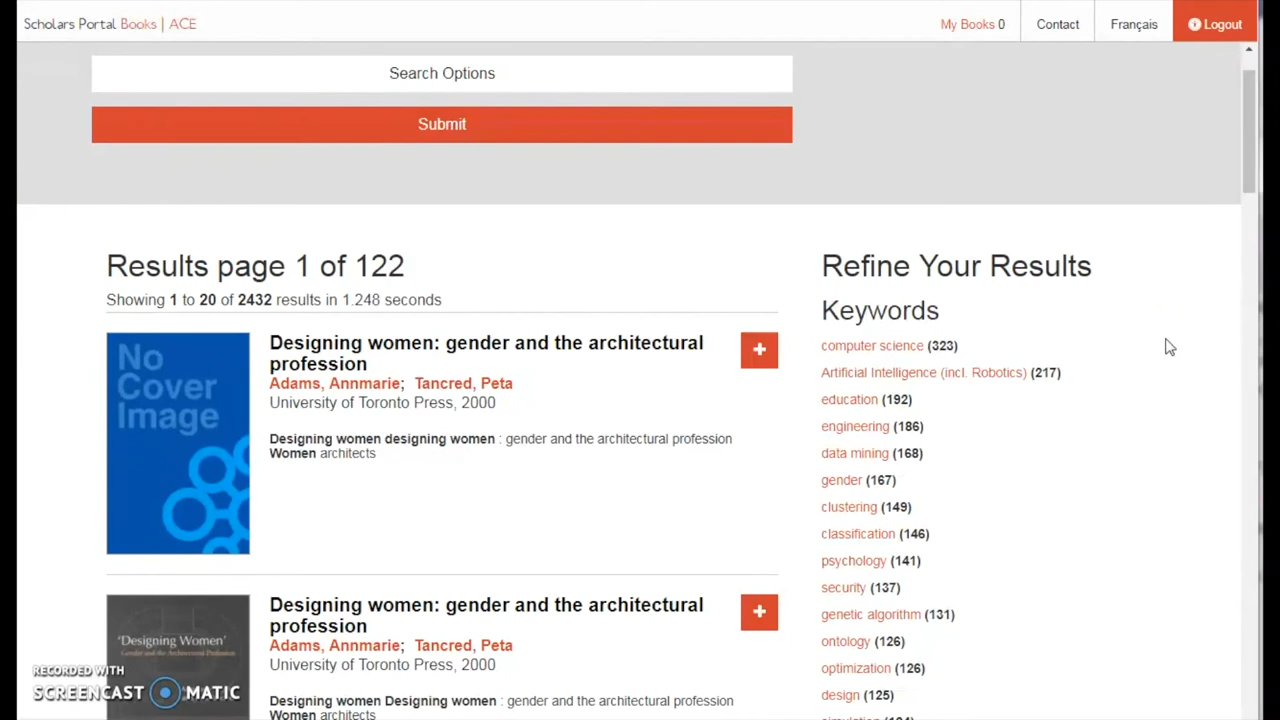 Scholars Portal Books | ACE
My Books 0
Contact
Français
Logout
Search Options
Submit
Results page 1 of 122
Showing 1 to 20 of 2432 results in 1.248 seconds
No
Cover
Image
Designing women: gender and the architectural
profession
Adams, Annmarie; Tancred, Peta
University of Toronto Press, 2000
Designing women designing women : gender and the architectural profession
Women architects
+
'Designing Women'
Gender and the Architectural Profession
Designing women: gender and the architectural
profession
Adams, Annmarie; Tancred, Peta
University of Toronto Press, 2000
Designing women Designing women : gender and the architectural profession
Women architects
+
Refine Your Results
Keywords
computer science (323)
Artificial Intelligence (incl. Robotics) (217)
education (192)
engineering (186)
data mining (168)
gender (167)
clustering (149)
classification (146)
psychology (141)
security (137)
genetic algorithm (131)
ontology (126)
optimization (126)
design (125)
RECORDED WITH
SCREENCAST MATIC